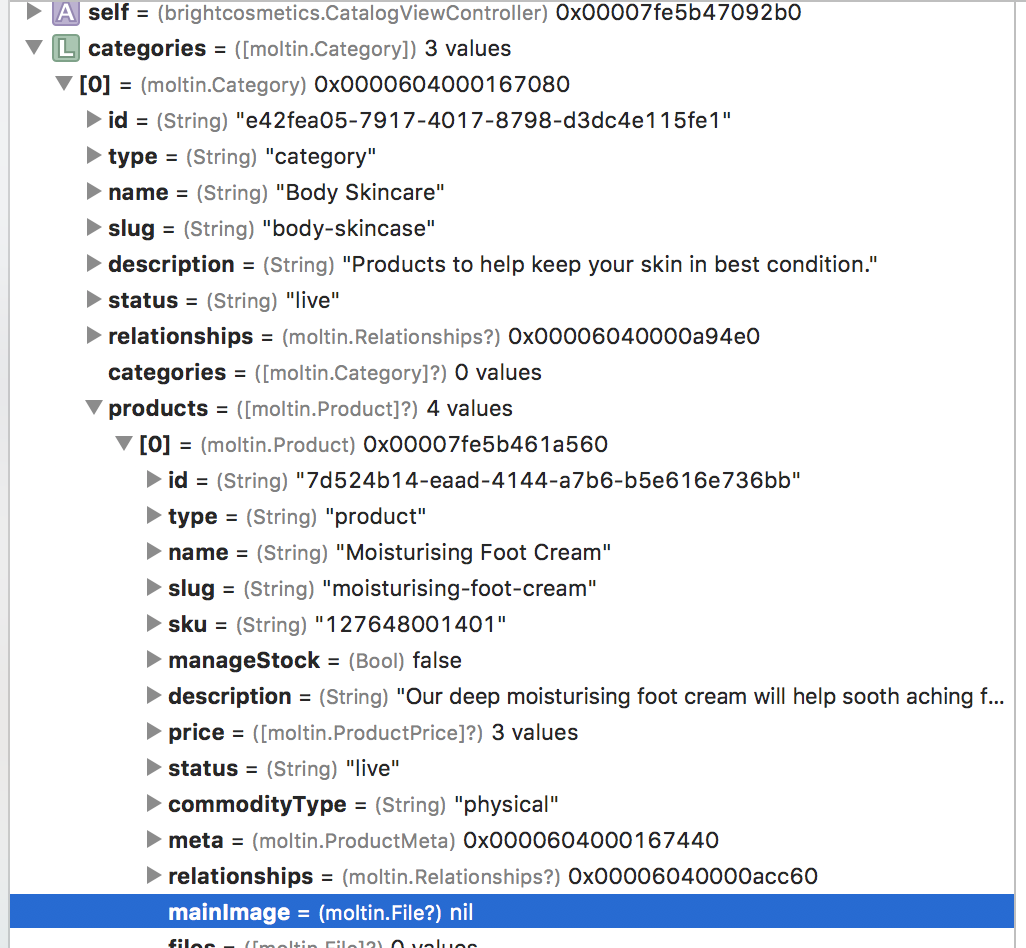 A self = (brightcosmetics.CatalogViewController) 0x00007fe5b47092b0
L categories = ([moltin.Category]) 3 values
[0] = (moltin.Category) 0x0000604000167080
id = (String) "e42fea05-7917-4017-8798-d3dc4e115fe1"
type = (String) "category"
name = (String) "Body Skincare"
slug = (String) "body-skincase"
description = (String) "Products to help keep your skin in best condition."
status = (String) "live"
relationships = (moltin.Relationships?) 0x00006040000a94e0
categories = ([moltin.Category]?) 0 values
products = ([moltin.Product]?) 4 values
[0] = (moltin.Product) 0x00007fe5b461a560
id = (String) "7d524b14-eaad-4144-a7b6-b5e616e736bb"
type = (String) "product"
name = (String) "Moisturising Foot Cream"
slug = (String) "moisturising-foot-cream"
sku = (String) "127648001401"
manageStock = (Bool) false
description = (String) "Our deep moisturising foot cream will help sooth aching f...
price = ([moltin.ProductPrice]?) 3 values
status = (String) "live"
commodityType = (String) "physical"
meta = (moltin.ProductMeta) 0x0000604000167440
relationships = (moltin.Relationships?) 0x00006040000acc60
mainImage = (moltin.File?) nil
files = ([moltin.File]?) 0 values